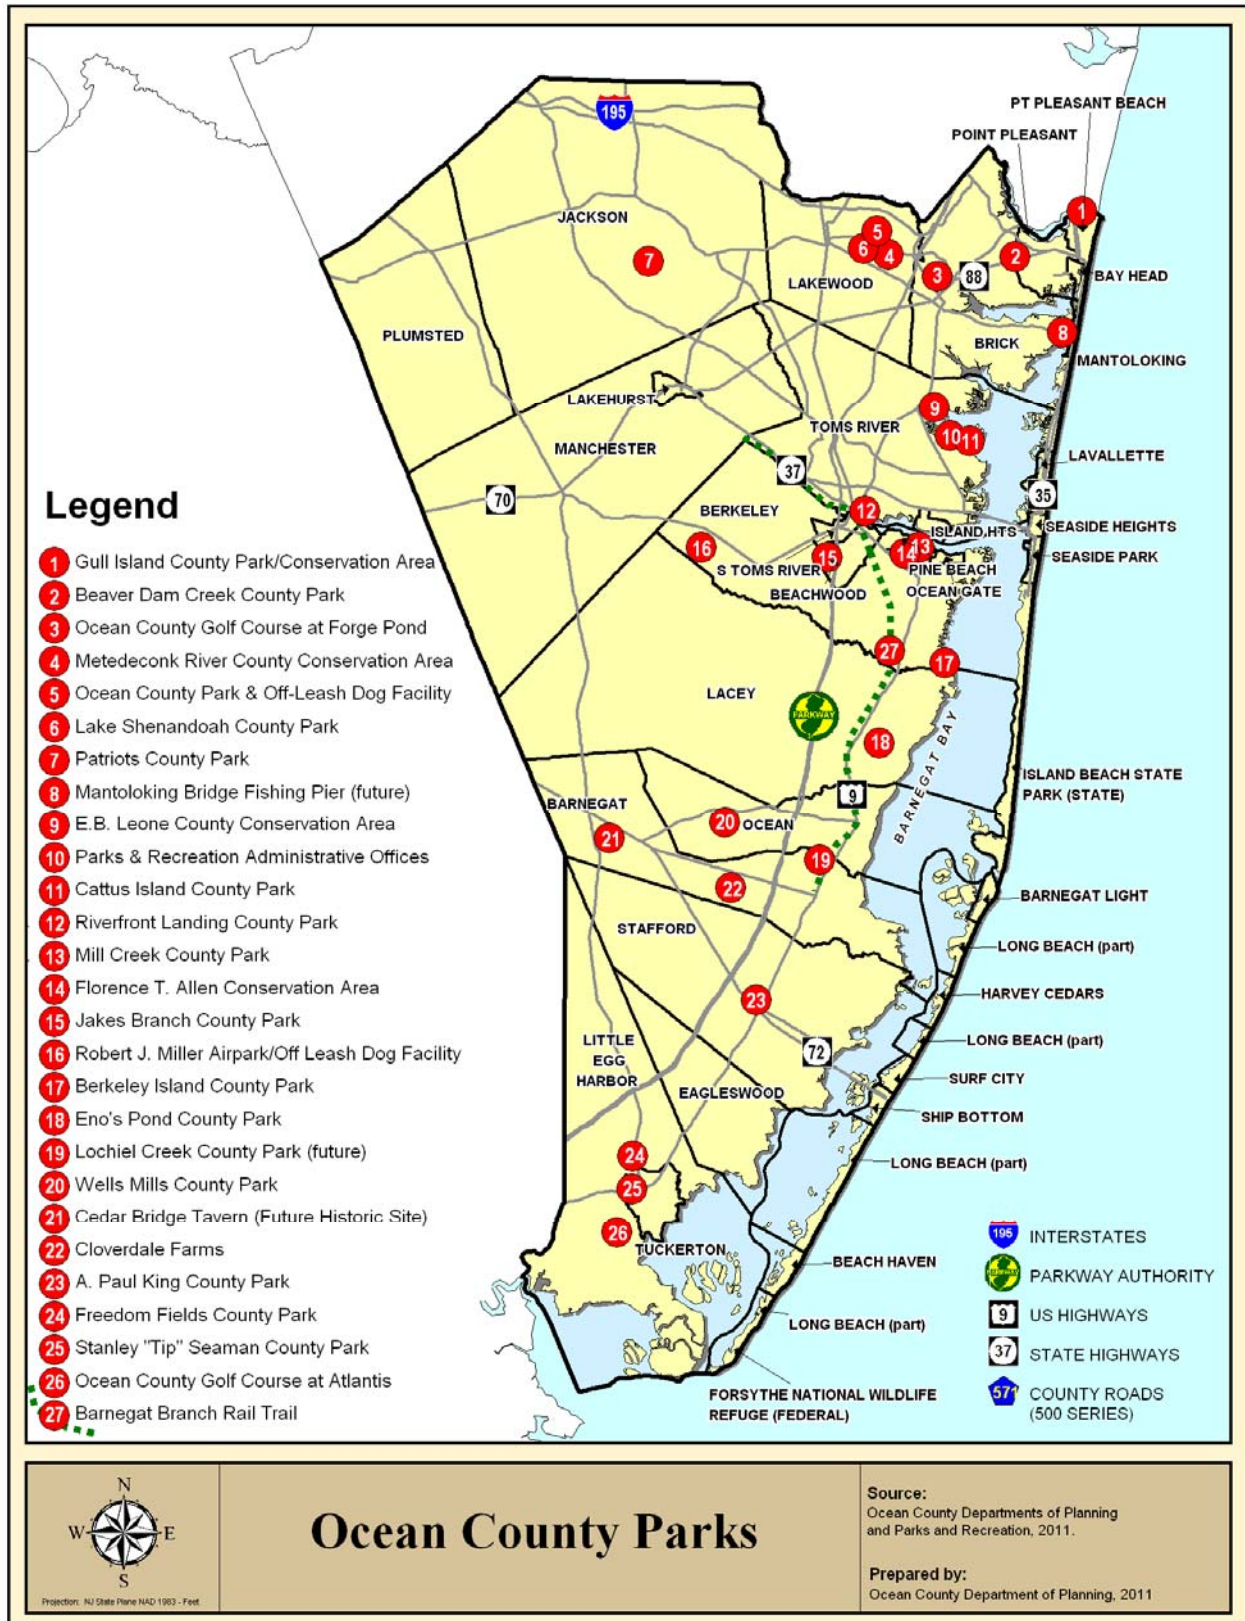 PT PLEASANT BEACH
POINT PLEASANT
195
1
JACKSON
5
6
4
7
2
3
88
BAY HEAD
LAKEWOOD
PLUMSTED
BRICK
8
MANTOLOKING
LAKEHURST
9
TOMS RIVER
10
11
MANCHESTER
LAVALLETTE
37
70
35
BERKELEY
12
SEASIDE HEIGHTS
ISLAND HTS
16
13
14
15
SEASIDE PARK
S TOMS RIVER
PINE BEACH
BEACHWOOD
OCEAN GATE
27
17
LACEY
PARKWAY
18
BARNEGAT BAY
ISLAND BEACH STATE
PARK (STATE)
9
BARNEGAT
20
OCEAN
21
19
22
BARNEGAT LIGHT
STAFFORD
LONG BEACH (part)
23
HARVEY CEDARS
LITTLE
EGG
HARBOR
72
LONG BEACH (part)
SURF CITY
EAGLESWOOD
SHIP BOTTOM
24
LONG BEACH (part)
25
26
TUCKERTON
BEACH HAVEN
LONG BEACH (part)
FORSYTHE NATIONAL WILDLIFE
REFUGE (FEDERAL)
Legend
1 Gull Island County Park/Conservation Area
2 Beaver Dam Creek County Park
3 Ocean County Golf Course at Forge Pond
4 Metedeconk River County Conservation Area
5 Ocean County Park & Off-Leash Dog Facility
6 Lake Shenandoah County Park
7 Patriots County Park
8 Mantoloking Bridge Fishing Pier (future)
9 E.B. Leone County Conservation Area
10 Parks & Recreation Administrative Offices
11 Cattus Island County Park
12 Riverfront Landing County Park
13 Mill Creek County Park
14 Florence T. Allen Conservation Area
15 Jakes Branch County Park
16 Robert J. Miller Airpark/Off Leash Dog Facility
17 Berkeley Island County Park
18 Eno's Pond County Park
19 Lochiel Creek County Park (future)
20 Wells Mills County Park
21 Cedar Bridge Tavern (Future Historic Site)
22 Cloverdale Farms
23 A. Paul King County Park
24 Freedom Fields County Park
25 Stanley "Tip" Seaman County Park
26 Ocean County Golf Course at Atlantis
27 Barnegat Branch Rail Trail
195 INTERSTATES
PARKWAY AUTHORITY
9 US HIGHWAYS
37 STATE HIGHWAYS
571 COUNTY ROADS
(500 SERIES)
N
W E
S
Projection: NJ State Plane NAD 1983 - Feet
Ocean County Parks
Source:
Ocean County Departments of Planning
and Parks and Recreation, 2011.
Prepared by:
Ocean County Department of Planning, 2011